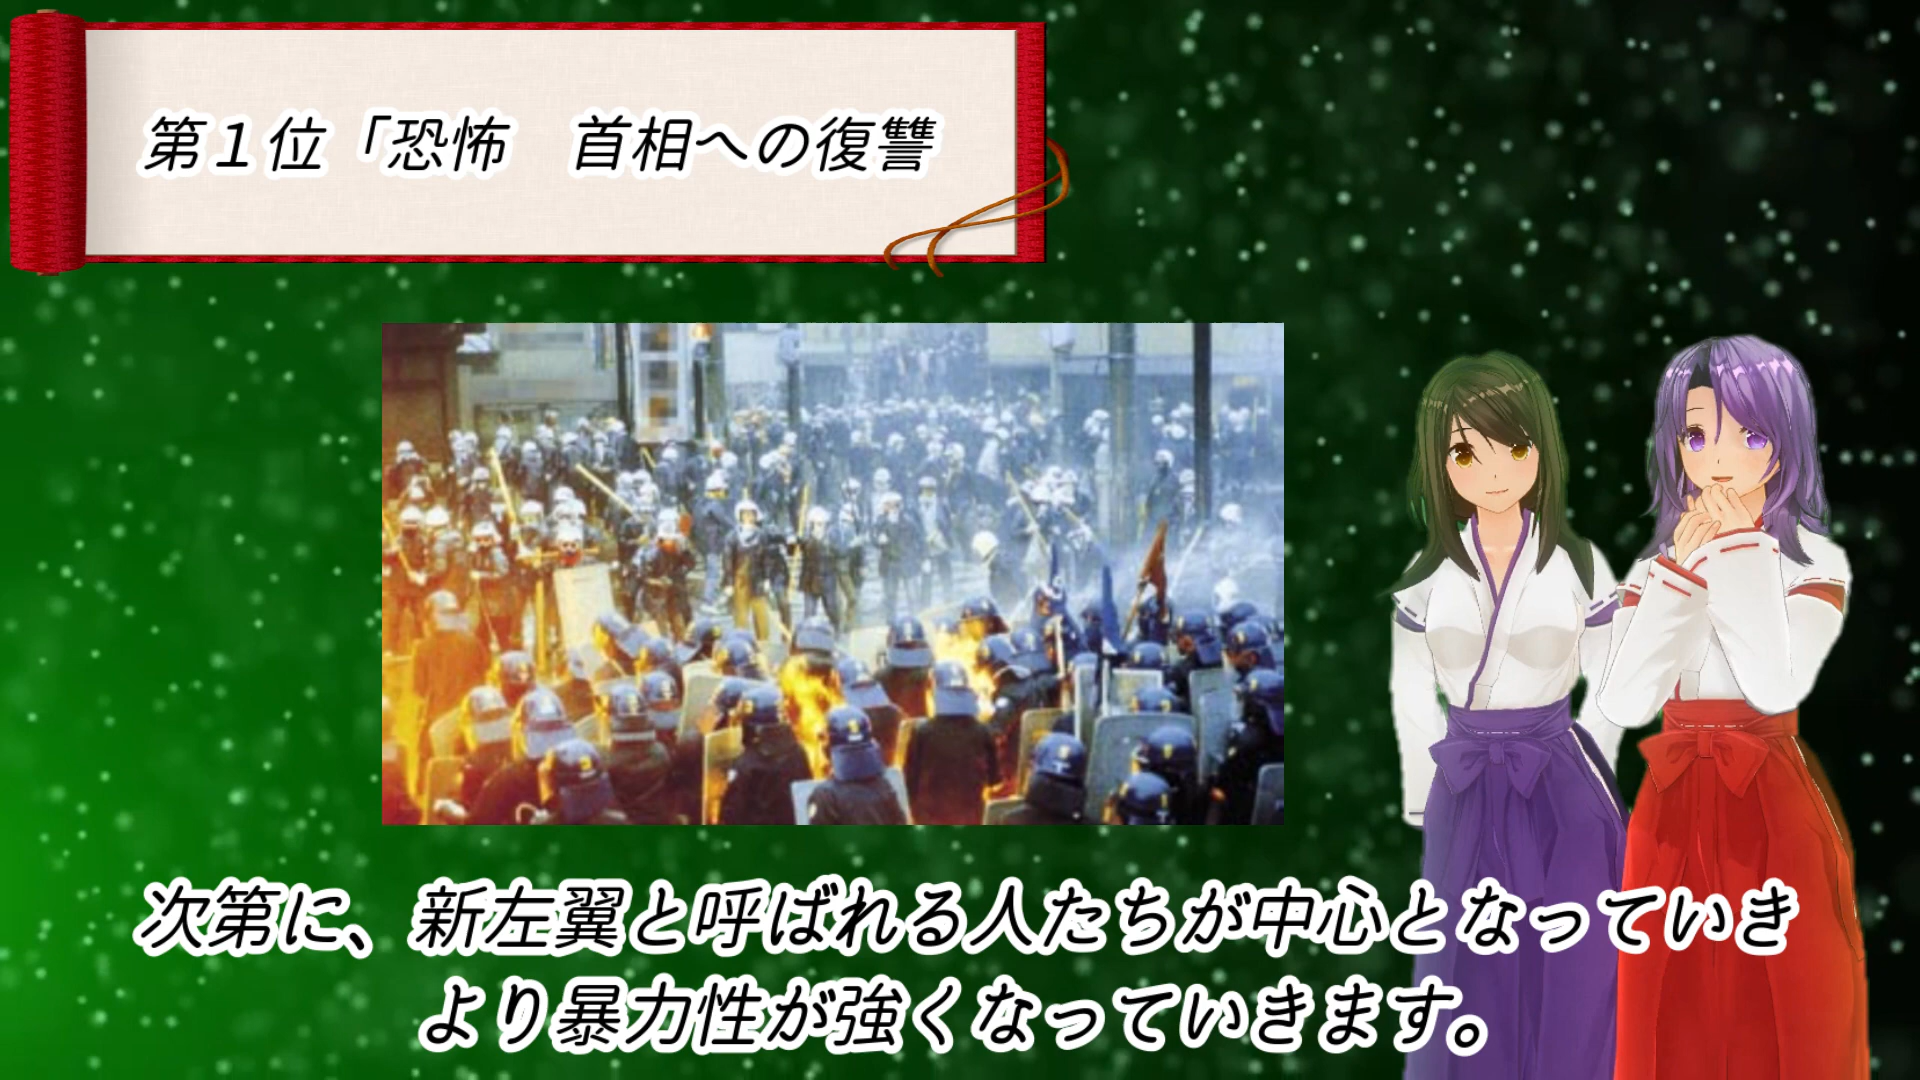 第１位「恐怖　首相への復讐
次第に、新左翼と呼ばれる人たちが中心となっていき
より暴力性が強くなっていきます。